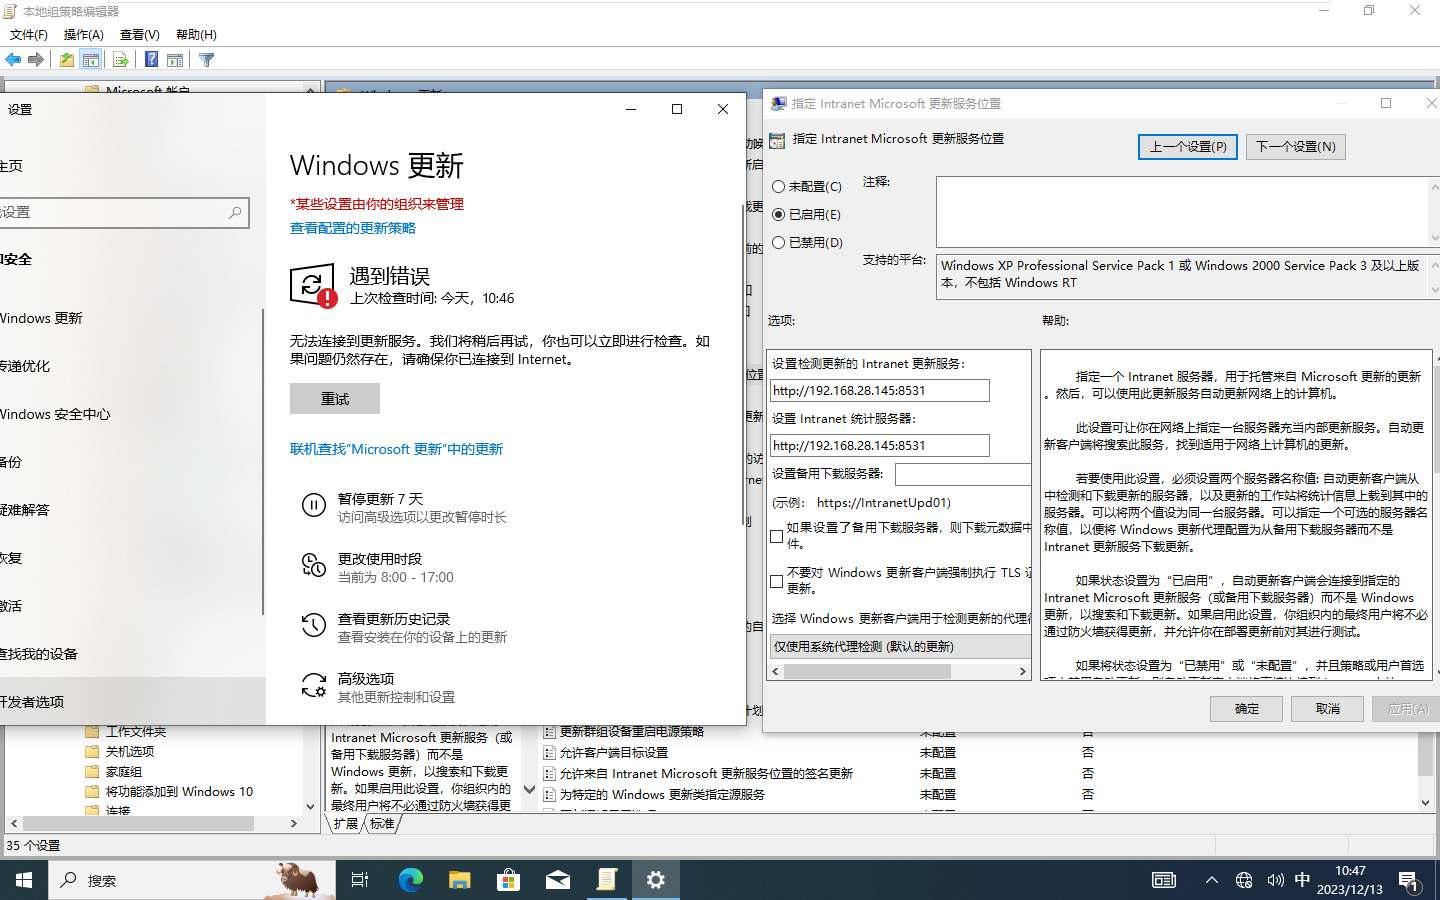 本地组策略编辑器
文件(F) 操作(A) 查看(V) 帮助(H)
设置
主页
设置
和安全
Windows 更新
传递优化
Windows 安全中心
备份
疑难解答
恢复
激活
查找我的设备
开发者选项
Windows 更新
*某些设置由你的组织来管理
查看配置的更新策略
遇到错误
上次检查时间: 今天，10:46
无法连接到更新服务。我们将稍后再试，你也可以立即进行检查。如
果问题仍然存在，请确保你已连接到 Internet。
重试
联机查找"Microsoft 更新"中的更新
暂停更新 7 天
访问高级选项以更改暂停时长
更改使用时段
当前为 8:00 - 17:00
查看更新历史记录
查看安装在你的设备上的更新
高级选项
其他更新控制和设置
指定 Intranet Microsoft 更新服务位置
指定 Intranet Microsoft 更新服务位置
上一个设置(P) 下一个设置(N)
未配置(C)
已启用(E)
已禁用(D)
注释:
支持的平台:
Windows XP Professional Service Pack 1 或 Windows 2000 Service Pack 3 及以上版
本，不包括 Windows RT
选项:
帮助:
设置检测更新的 Intranet 更新服务:
http://192.168.28.145:8531
设置 Intranet 统计服务器:
http://192.168.28.145:8531
设置备用下载服务器:
(示例： https://IntranetUpd01)
如果设置了备用下载服务器，则下载元数据中
件。
不要对 Windows 更新客户端强制执行 TLS
更新。
选择 Windows 更新客户端用于检测更新的代理
仅使用系统代理检测 (默认的更新)
指定一个 Intranet 服务器，用于托管来自 Microsoft 更新的更新
。然后，可以使用此更新服务自动更新网络上的计算机。
此设置可让你在网络上指定一台服务器充当内部更新服务。自动更
新客户端将搜索此服务，找到适用于网络上计算机的更新。
若要使用此设置，必须设置两个服务器名称值: 自动更新客户端从
中检测和下载更新的服务器，以及更新的工作站将统计信息上载到其中的
服务器。可以将两个值设为同一台服务器。可以指定一个可选的服务器名
称值，以便将 Windows 更新代理配置为从备用下载服务器而不是
Intranet 更新服务下载更新。
如果状态设置为“已启用”，自动更新客户端会连接到指定的
Intranet Microsoft 更新服务（或备用下载服务器）而不是 Windows
更新，以搜索和下载更新。如果启用此设置，你组织内的最终用户将不必
通过防火墙获得更新，并允许你在部署更新前对其进行测试。
如果将状态设置为“已禁用”或“未配置”，并且策略或用户首选
确定 取消 应用(A)
工作文件夹
关机选项
家庭组
将功能添加到 Windows 10
连接
Intranet Microsoft 更新服务（或
备用下载服务器）而不是
Windows 更新，以搜索和下载更
新。如果启用此设置，你组织内的
最终用户将不必通过防火墙获得更
更新群组设备重启电源策略 未配置 否
允许客户端目标设置 未配置 否
允许来自 Intranet Microsoft 更新服务位置的签名更新 未配置 否
为特定的 Windows 更新类指定源服务 未配置 否
扩展 标准
35 个设置
搜索
中
10:47
2023/12/13
1